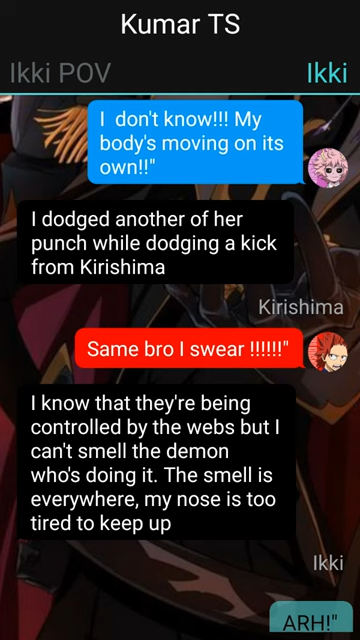 Kumar TS
Ikki POV
Ikki
I  don't know!!! My
body's moving on its
own!!"
I dodged another of her
punch while dodging a kick
from Kirishima
Kirishima
Same bro I swear !!!!!!"
I know that they're being
controlled by the webs but I
can't smell the demon
who's doing it. The smell is
everywhere, my nose is too
tired to keep up
Ikki
ARH!"